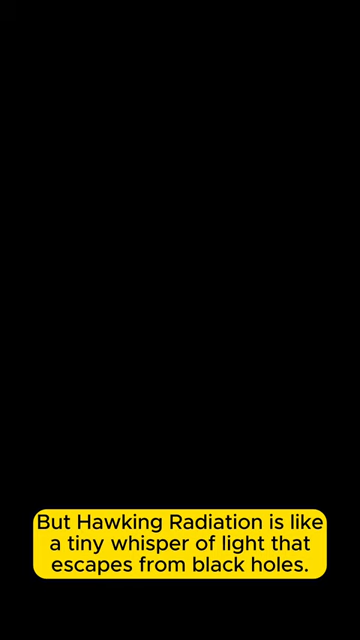 But Hawking Radiation is like
a tiny whisper of light that
escapes from black holes.